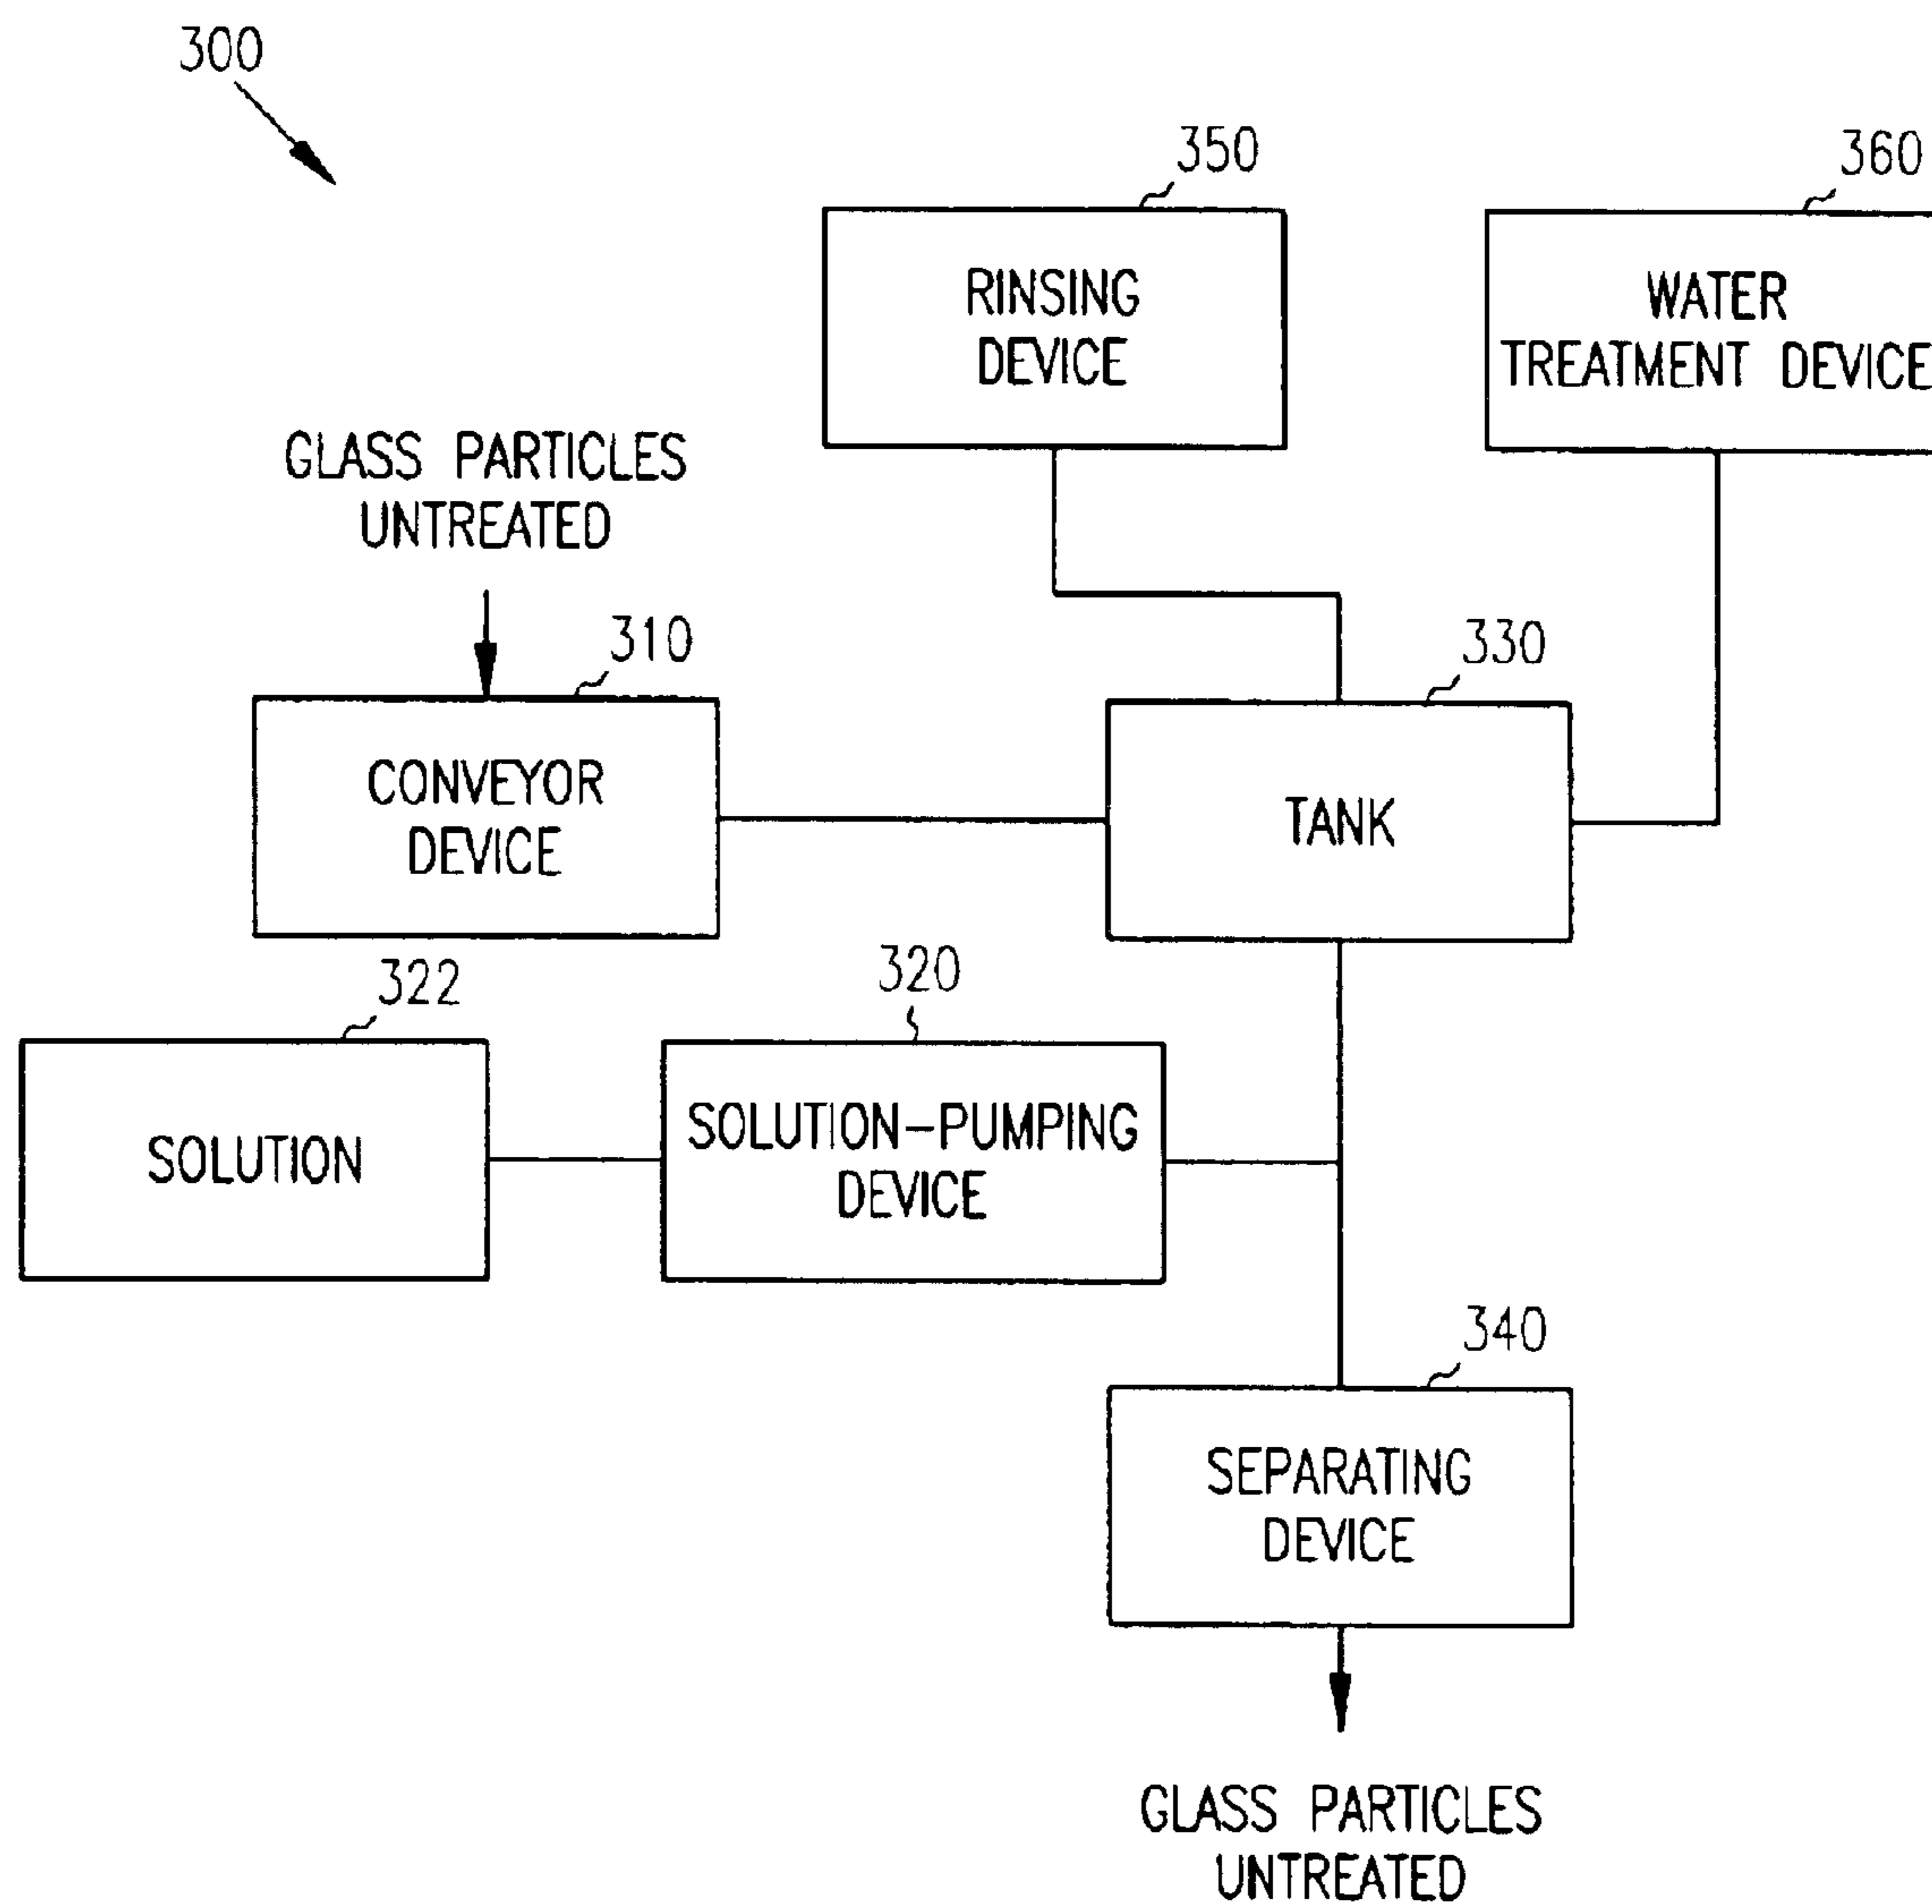 300
350
360
RINSING
DEVICE
WATER
TREATMENT DEVICE
GLASS PARTICLES
UNTREATED
310
330
CONVEYOR
DEVICE
TANK
322
320
SOLUTION
SOLUTION-PUMPING
DEVICE
340
SEPARATING
DEVICE
GLASS PARTICLES
UNTREATED